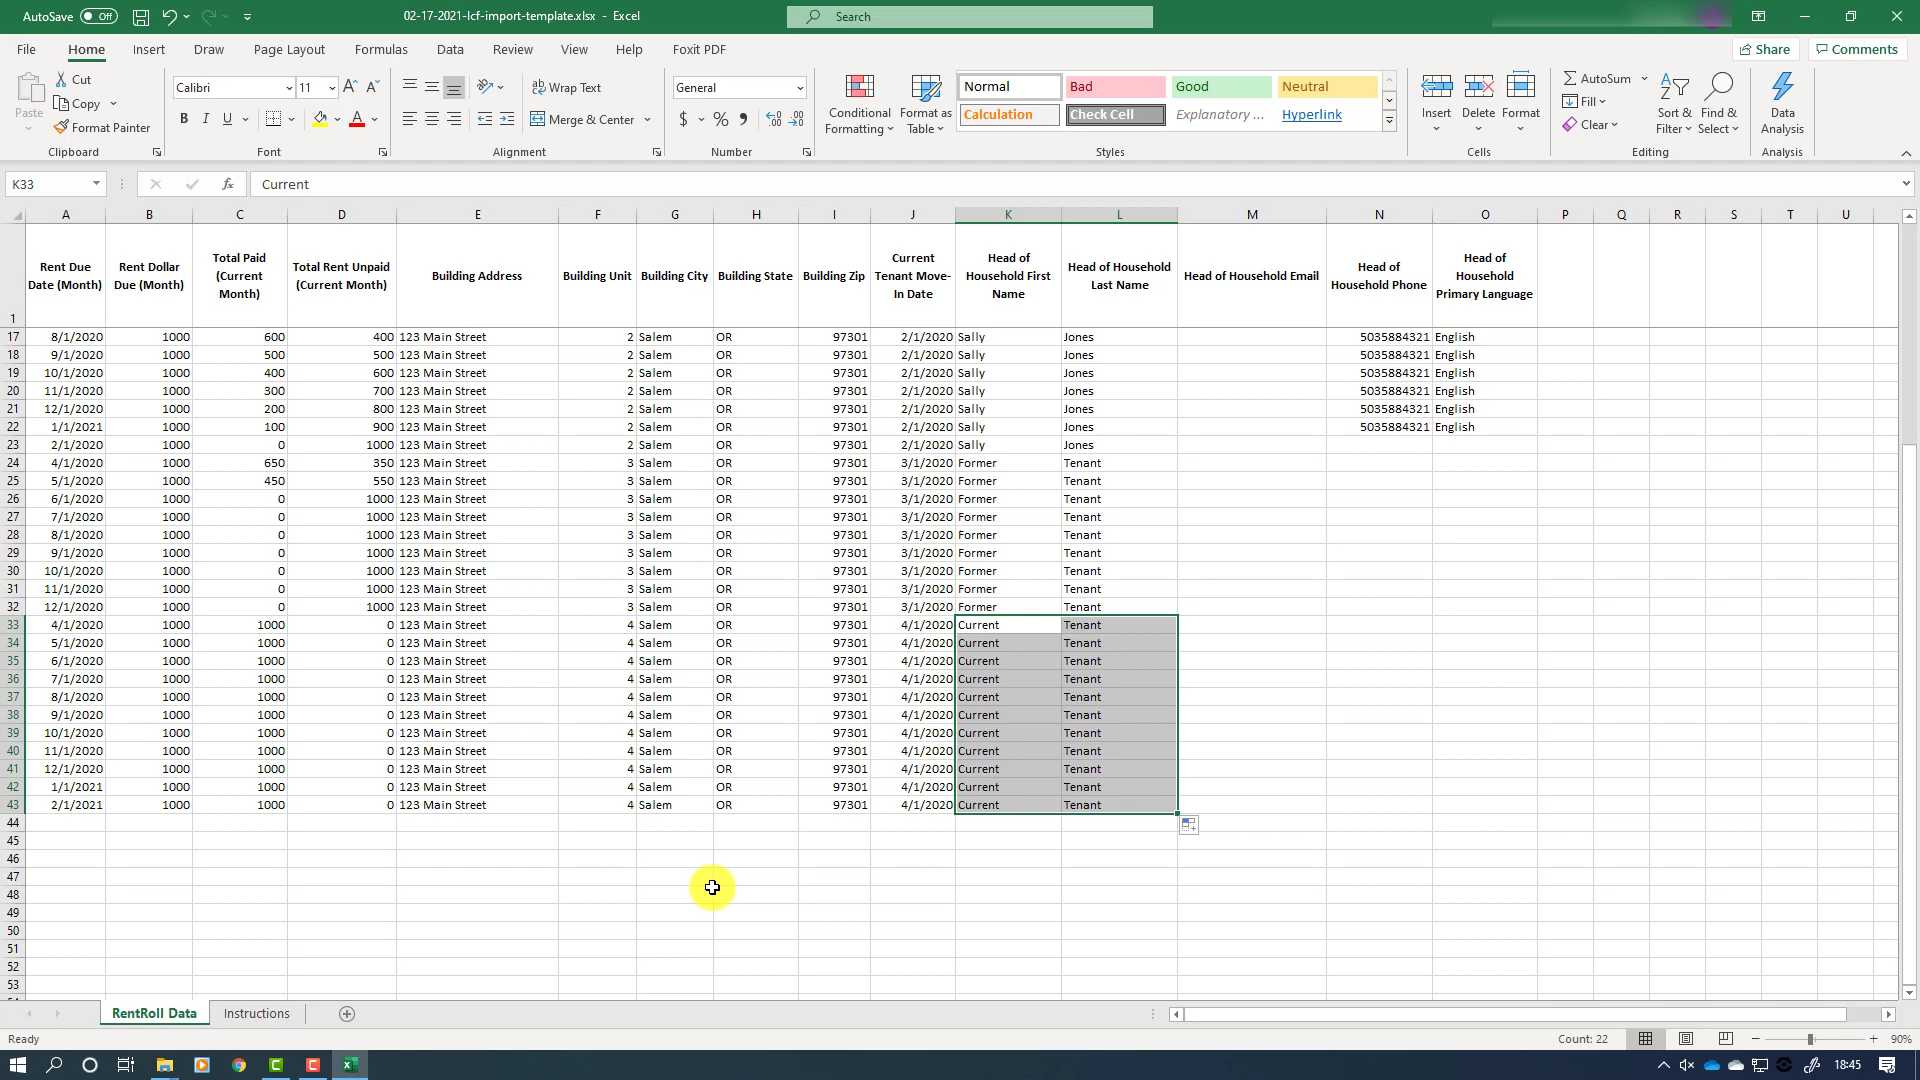 AutoSave Off 02-17-2021-lcf-import-template.xlsx - Excel Search
File Home Insert Draw Page Layout Formulas Data Review View Help Foxit PDF Share Comments
Paste Cut Copy Format Painter Clipboard
Calibri 11 A A B I U A Font
Wrap Text Merge & Center Alignment
General $ % Number
Conditional Formatting Format as Table
Normal Bad Good Neutral
Calculation Check Cell Explanatory ... Hyperlink
Styles
Insert Delete Format Cells
AutoSum Fill Clear Sort & Filter Find & Select Editing
Data Analysis Analysis
K33 fx Current
A B C D E F G H I J K L M N O P Q R S T U
1 Rent Due Date (Month) Rent Dollar Due (Month) Total Paid (Current Month) Total Rent Unpaid (Current Month) Building Address Building Unit Building City Building State Building Zip Current Tenant Move-In Date Head of Household First Name Head of Household Last Name Head of Household Email Head of Household Phone Head of Household Primary Language
17 8/1/2020 1000 600 400 123 Main Street 2 Salem OR 97301 2/1/2020 Sally Jones 5035884321 English
18 9/1/2020 1000 500 500 123 Main Street 2 Salem OR 97301 2/1/2020 Sally Jones 5035884321 English
19 10/1/2020 1000 400 600 123 Main Street 2 Salem OR 97301 2/1/2020 Sally Jones 5035884321 English
20 11/1/2020 1000 300 700 123 Main Street 2 Salem OR 97301 2/1/2020 Sally Jones 5035884321 English
21 12/1/2020 1000 200 800 123 Main Street 2 Salem OR 97301 2/1/2020 Sally Jones 5035884321 English
22 1/1/2021 1000 100 900 123 Main Street 2 Salem OR 97301 2/1/2020 Sally Jones 5035884321 English
23 2/1/2021 1000 0 1000 123 Main Street 2 Salem OR 97301 2/1/2020 Sally Jones
24 4/1/2020 1000 650 350 123 Main Street 3 Salem OR 97301 3/1/2020 Former Tenant
25 5/1/2020 1000 450 550 123 Main Street 3 Salem OR 97301 3/1/2020 Former Tenant
26 6/1/2020 1000 0 1000 123 Main Street 3 Salem OR 97301 3/1/2020 Former Tenant
27 7/1/2020 1000 0 1000 123 Main Street 3 Salem OR 97301 3/1/2020 Former Tenant
28 8/1/2020 1000 0 1000 123 Main Street 3 Salem OR 97301 3/1/2020 Former Tenant
29 9/1/2020 1000 0 1000 123 Main Street 3 Salem OR 97301 3/1/2020 Former Tenant
30 10/1/2020 1000 0 1000 123 Main Street 3 Salem OR 97301 3/1/2020 Former Tenant
31 11/1/2020 1000 0 1000 123 Main Street 3 Salem OR 97301 3/1/2020 Former Tenant
32 12/1/2020 1000 0 1000 123 Main Street 3 Salem OR 97301 3/1/2020 Former Tenant
33 4/1/2020 1000 1000 0 123 Main Street 4 Salem OR 97301 4/1/2020 Current Tenant
34 5/1/2020 1000 1000 0 123 Main Street 4 Salem OR 97301 4/1/2020 Current Tenant
35 6/1/2020 1000 1000 0 123 Main Street 4 Salem OR 97301 4/1/2020 Current Tenant
36 7/1/2020 1000 1000 0 123 Main Street 4 Salem OR 97301 4/1/2020 Current Tenant
37 8/1/2020 1000 1000 0 123 Main Street 4 Salem OR 97301 4/1/2020 Current Tenant
38 9/1/2020 1000 1000 0 123 Main Street 4 Salem OR 97301 4/1/2020 Current Tenant
39 10/1/2020 1000 1000 0 123 Main Street 4 Salem OR 97301 4/1/2020 Current Tenant
40 11/1/2020 1000 1000 0 123 Main Street 4 Salem OR 97301 4/1/2020 Current Tenant
41 12/1/2020 1000 1000 0 123 Main Street 4 Salem OR 97301 4/1/2020 Current Tenant
42 1/1/2021 1000 1000 0 123 Main Street 4 Salem OR 97301 4/1/2020 Current Tenant
43 2/1/2021 1000 1000 0 123 Main Street 4 Salem OR 97301 4/1/2020 Current Tenant
44
45
46
47
48
49
50
51
52
53
RentRoll Data Instructions
Ready Count: 22 90%
18:45